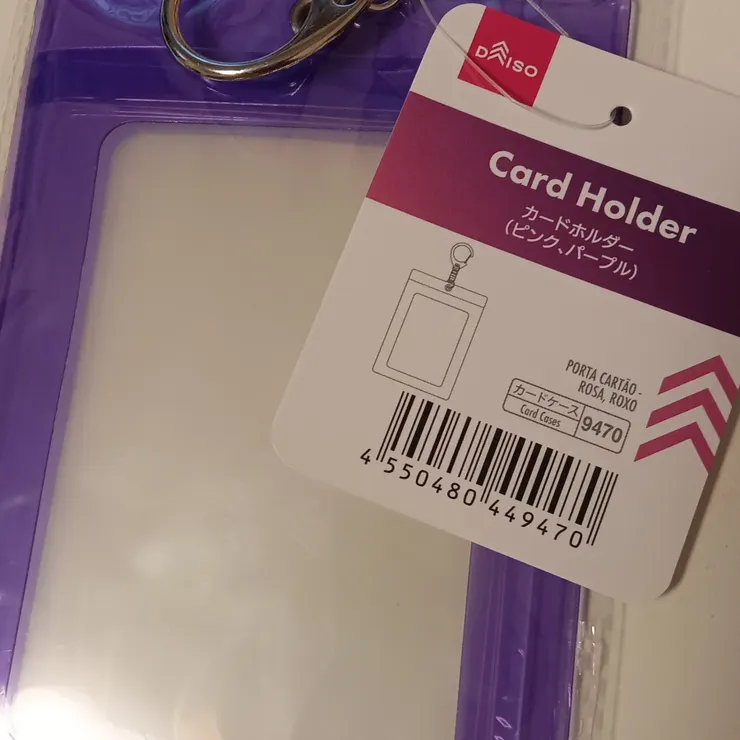 DAISO
Card Holder
カードホルダー
(ピンク、パープル)
PORTA CARTÃO -
ROSA, ROXO
カードケース
Card Cases
9470
4 550480 449470